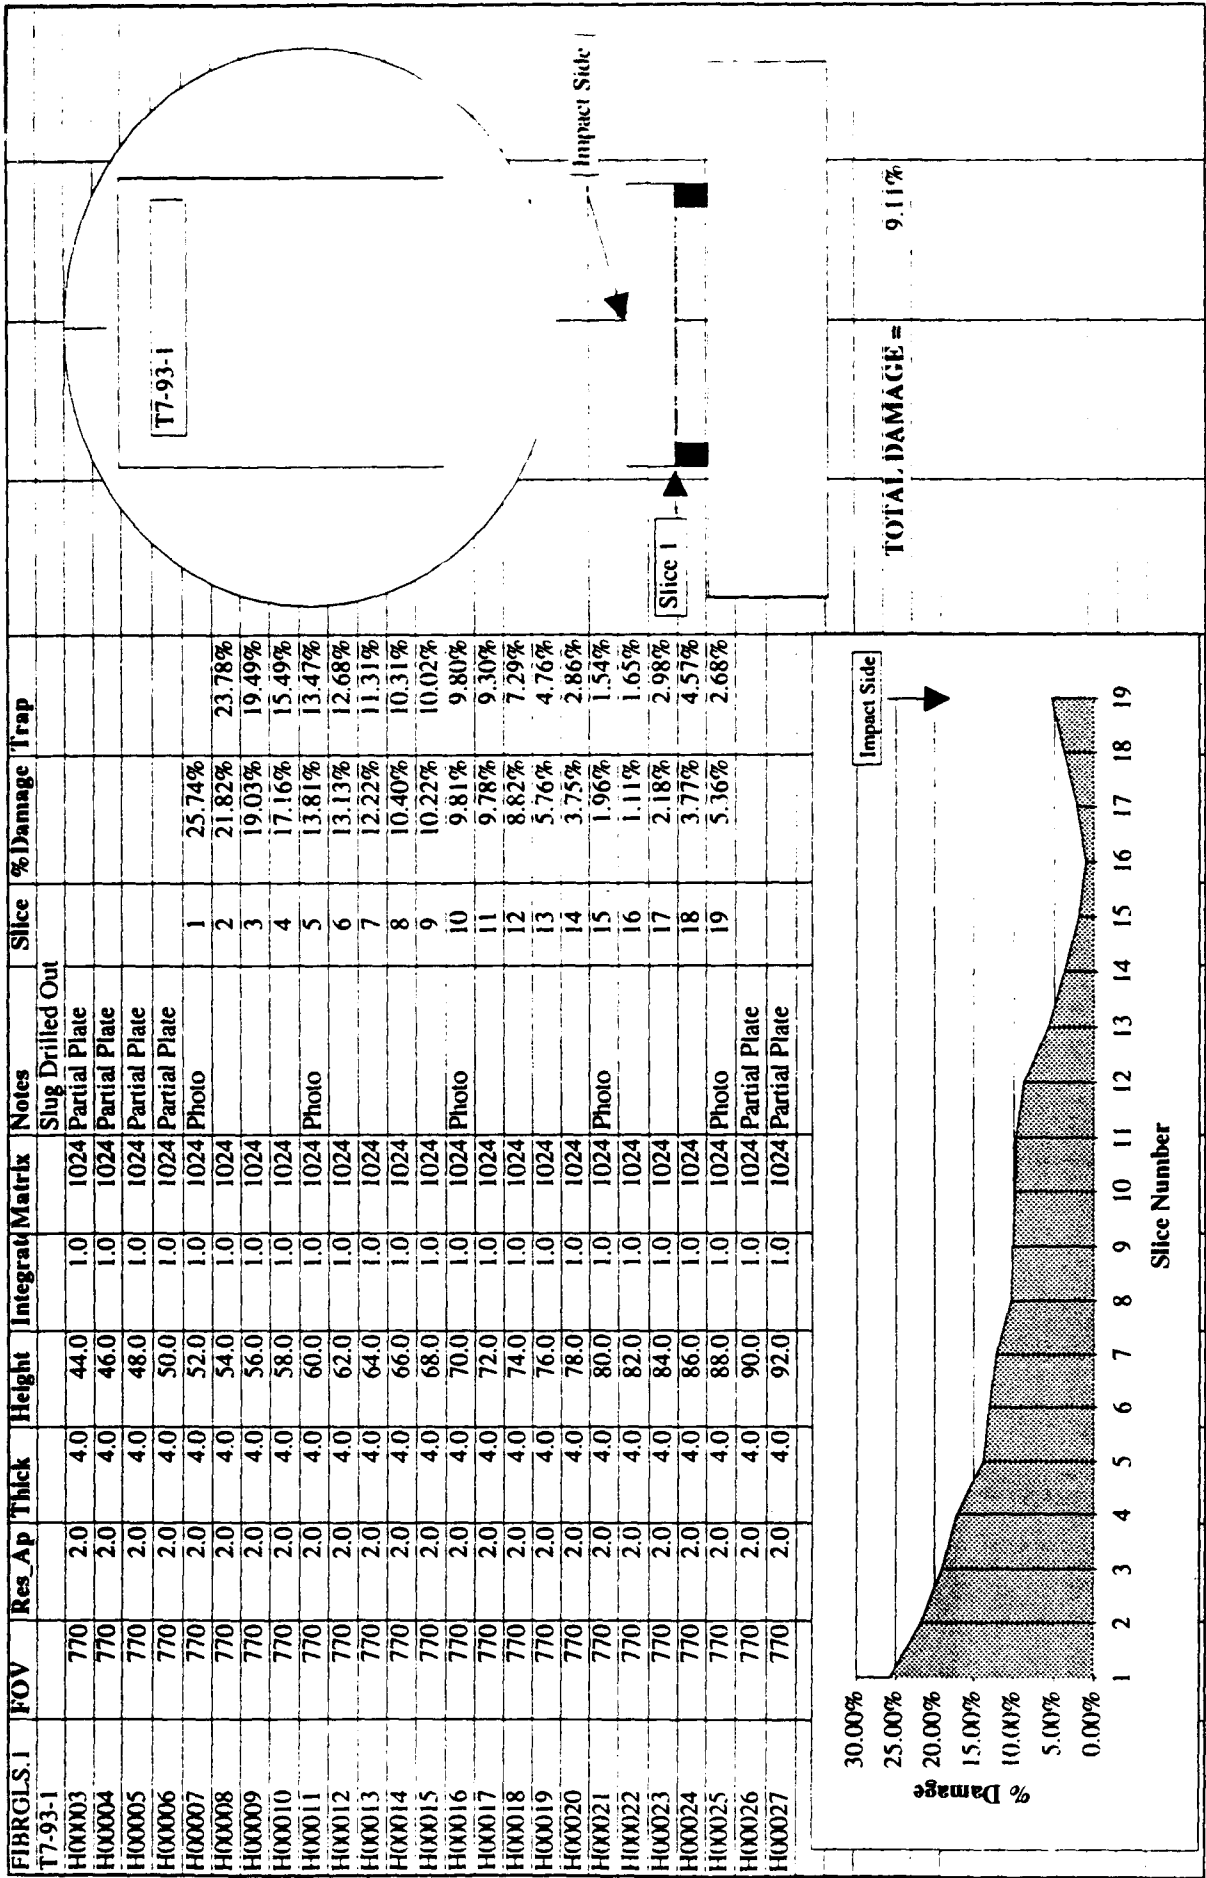 FIBRGLS.1 FOV Res_Ap Thick Height Integrat Matrix Notes Slice %Damage Trap
T7-93-1 Slug Drilled Out
H00003 770 2.0 4.0 44.0 1.0 1024 Partial Plate
H00004 770 2.0 4.0 46.0 1.0 1024 Partial Plate
H00005 770 2.0 4.0 48.0 1.0 1024 Partial Plate
H00006 770 2.0 4.0 50.0 1.0 1024 Partial Plate
H00007 770 2.0 4.0 52.0 1.0 1024 Photo 1 25.74%
H00008 770 2.0 4.0 54.0 1.0 1024 2 21.82% 23.78%
H00009 770 2.0 4.0 56.0 1.0 1024 3 19.03% 19.49%
H00010 770 2.0 4.0 58.0 1.0 1024 4 17.16% 15.49%
H00011 770 2.0 4.0 60.0 1.0 1024 Photo 5 13.81% 13.47%
H00012 770 2.0 4.0 62.0 1.0 1024 6 13.13% 12.68%
H00013 770 2.0 4.0 64.0 1.0 1024 7 12.22% 11.31%
H00014 770 2.0 4.0 66.0 1.0 1024 8 10.40% 10.31%
H00015 770 2.0 4.0 68.0 1.0 1024 9 10.22% 10.02%
H00016 770 2.0 4.0 70.0 1.0 1024 Photo 10 9.81% 9.80%
H00017 770 2.0 4.0 72.0 1.0 1024 11 9.78% 9.30%
H00018 770 2.0 4.0 74.0 1.0 1024 12 8.82% 7.29%
H00019 770 2.0 4.0 76.0 1.0 1024 13 5.76% 4.76%
H00020 770 2.0 4.0 78.0 1.0 1024 14 3.75% 2.86%
H00021 770 2.0 4.0 80.0 1.0 1024 Photo 15 1.96% 1.54%
H00022 770 2.0 4.0 82.0 1.0 1024 16 1.11% 1.65%
H00023 770 2.0 4.0 84.0 1.0 1024 17 2.18% 2.98%
H00024 770 2.0 4.0 86.0 1.0 1024 18 3.77% 4.57%
H00025 770 2.0 4.0 88.0 1.0 1024 Photo 19 5.36% 2.68%
H00026 770 2.0 4.0 90.0 1.0 1024 Partial Plate
H00027 770 2.0 4.0 92.0 1.0 1024 Partial Plate
T7-93-1
Impact Side
Slice 1
TOTAL DAMAGE = 9.11%
Impact Side
% Damage
30.00%
25.00%
20.00%
15.00%
10.00%
5.00%
0.00%
1 2 3 4 5 6 7 8 9 10 11 12 13 14 15 16 17 18 19
Slice Number